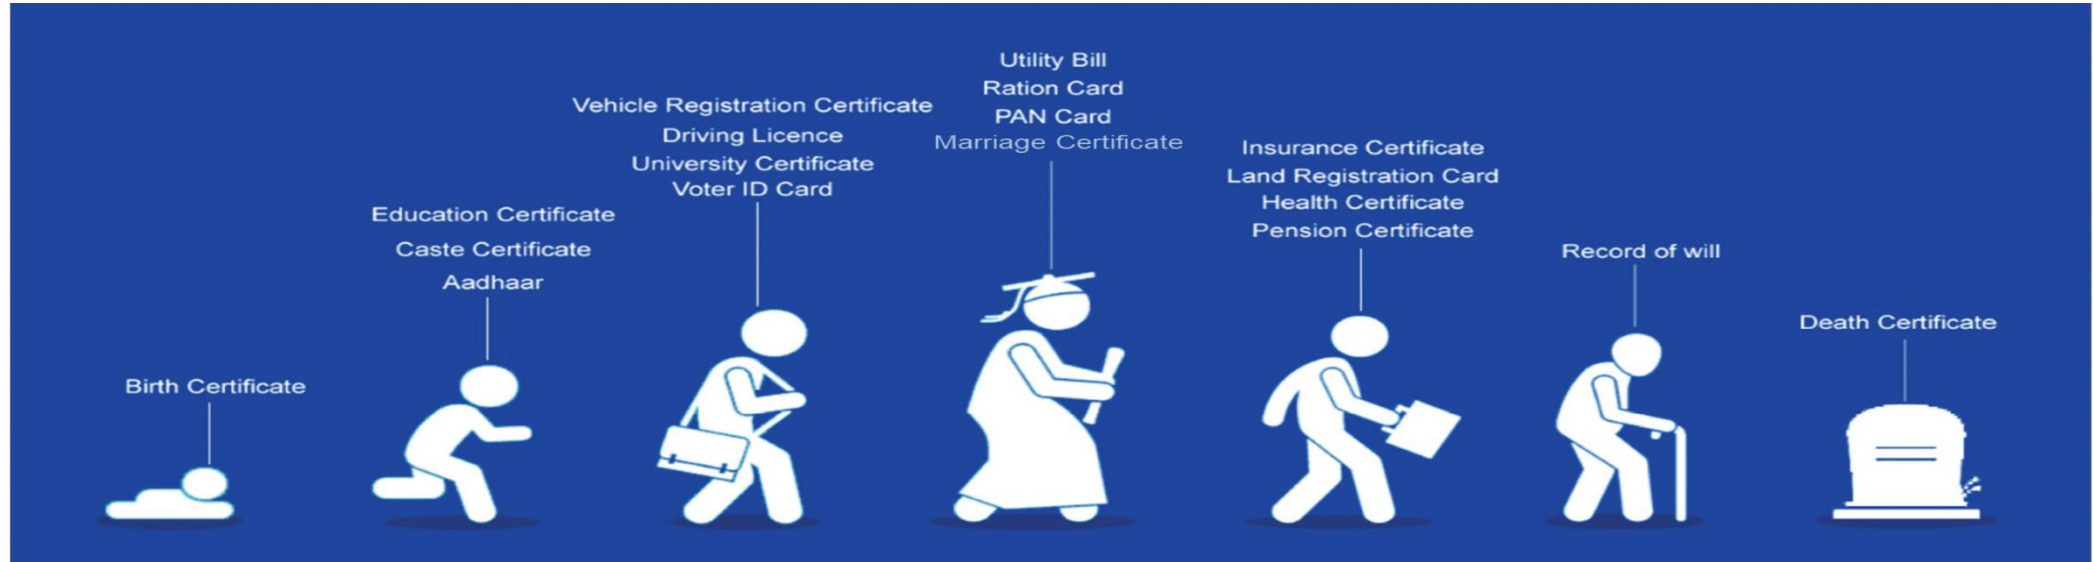 Birth Certificate
Education Certificate
Caste Certificate
Aadhaar
Vehicle Registration Certificate
Driving Licence
University Certificate
Voter ID Card
Utility Bill
Ration Card
PAN Card
Marriage Certificate
Insurance Certificate
Land Registration Card
Health Certificate
Pension Certificate
Record of will
Death Certificate